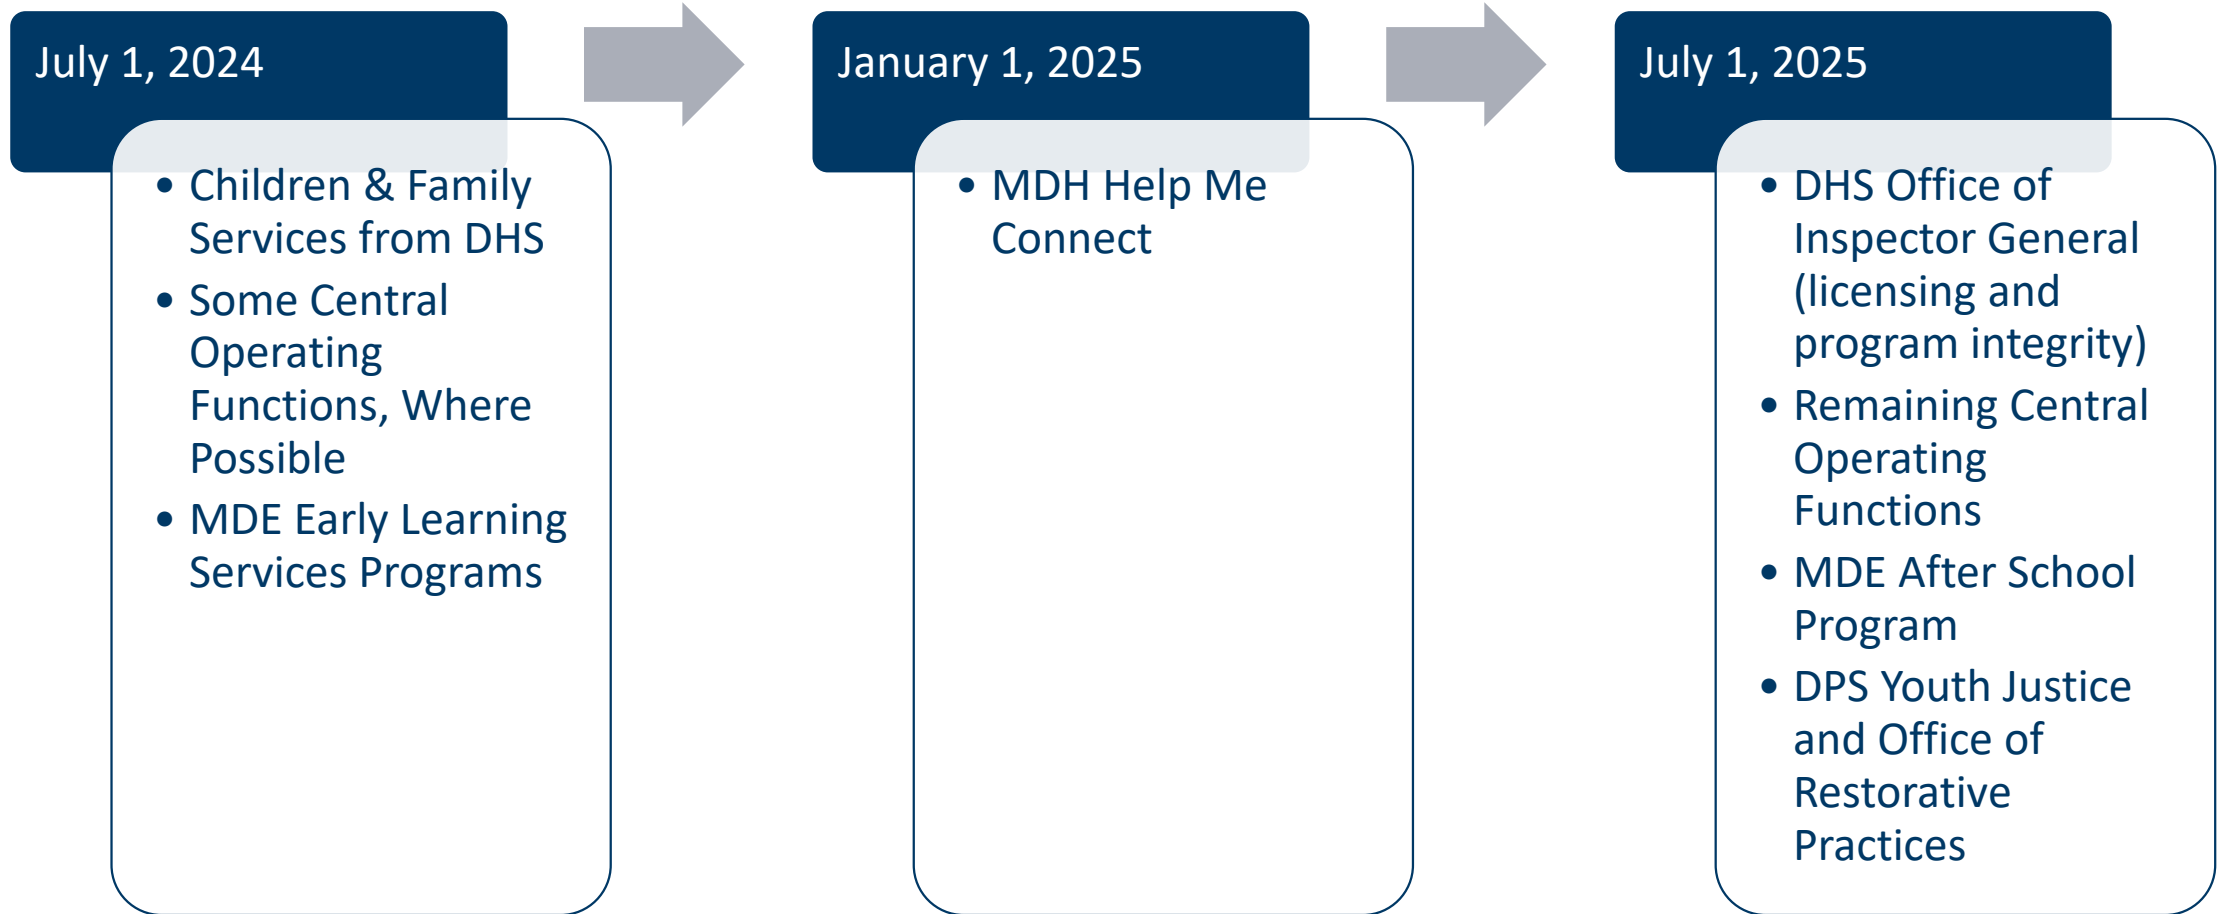 July 1, 2024
• Children & Family
Services from DHS
• Some Central
Operating
Functions, Where
Possible
• MDE Early Learning
Services Programs
January 1, 2025
• MDH Help Me
Connect
July 1, 2025
• DHS Office of
Inspector General
(licensing and
program integrity)
• Remaining Central
Operating
Functions
• MDE After School
Program
• DPS Youth Justice
and Office of
Restorative
Practices